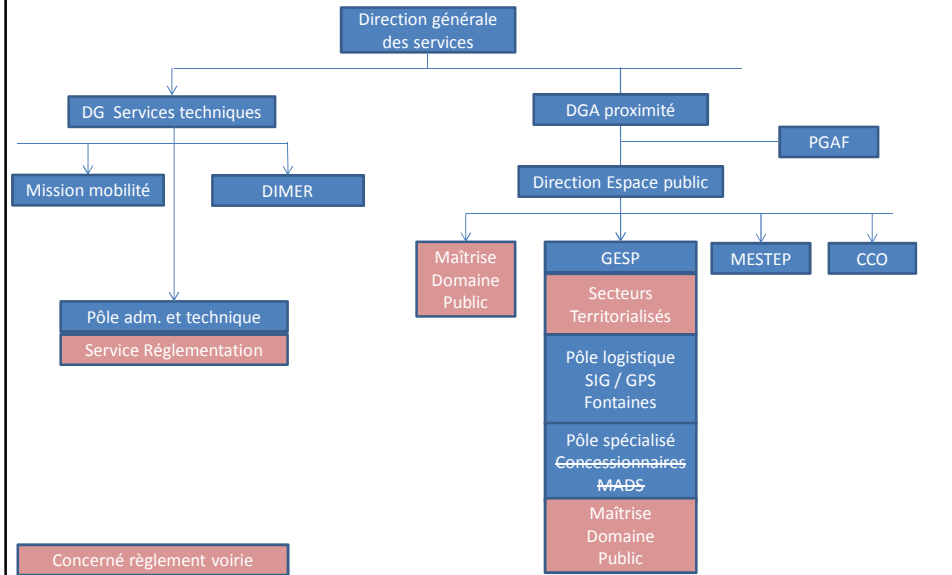 Direction générale
des services
DG Services techniques
DGA proximité
PGAF
Mission mobilité
DIMER
Direction Espace public
Maîtrise
Domaine
Public
GESP
MESTEP
CCO
Secteurs
Territorialisés
Pôle adm. et technique
Service Réglementation
Pôle logistique
SIG / GPS
Fontaines
Pôle spécialisé
Concessionnaires
MADS
Maîtrise
Domaine
Public
Concerné règlement voirie